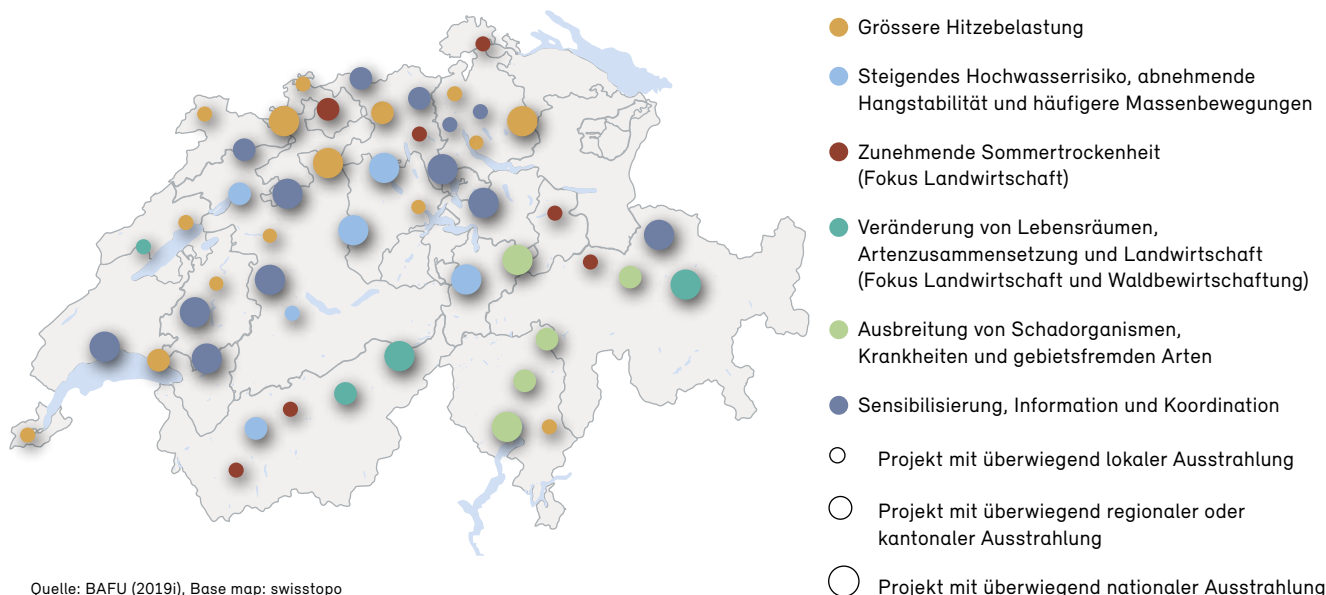 Grössere Hitzebelastung
Steigendes Hochwasserrisiko, abnehmende
Hangstabilität und häufigere Massenbewegungen
Zunehmende Sommertrockenheit
(Fokus Landwirtschaft)
Veränderung von Lebensräumen,
Artenzusammensetzung und Landwirtschaft
(Fokus Landwirtschaft und Waldbewirtschaftung)
Ausbreitung von Schadorganismen,
Krankheiten und gebietsfremden Arten
Sensibilisierung, Information und Koordination
Projekt mit überwiegend lokaler Ausstrahlung
Projekt mit überwiegend regionaler oder
kantonaler Ausstrahlung
Projekt mit überwiegend nationaler Ausstrahlung
Quelle: BAFU (2019i), Base map: swisstopo